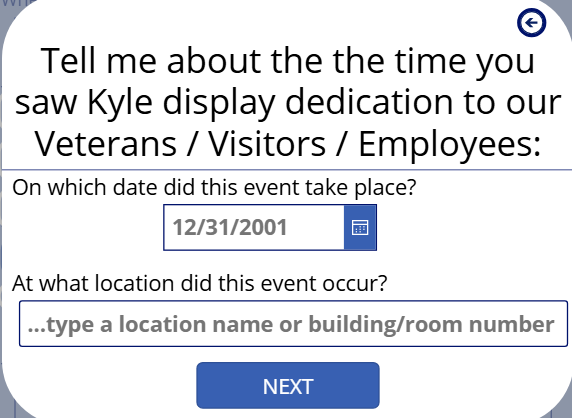 Tell me about the the time you
saw Kyle display dedication to our
Veterans / Visitors / Employees:
On which date did this event take place?
12/31/2001
At what location did this event occur?
...type a location name or building/room number
NEXT